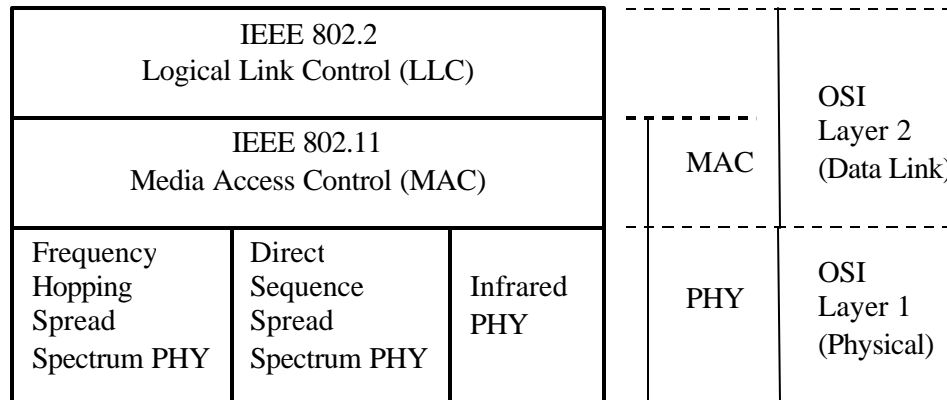 IEEE 802.2
Logical Link Control (LLC)
OSI
Layer 2
(Data Link)
IEEE 802.11
Media Access Control (MAC)
MAC
Frequency
Hopping
Spread
Spectrum PHY
Direct
Sequence
Spread
Spectrum PHY
Infrared
PHY
PHY
OSI
Layer 1
(Physical)